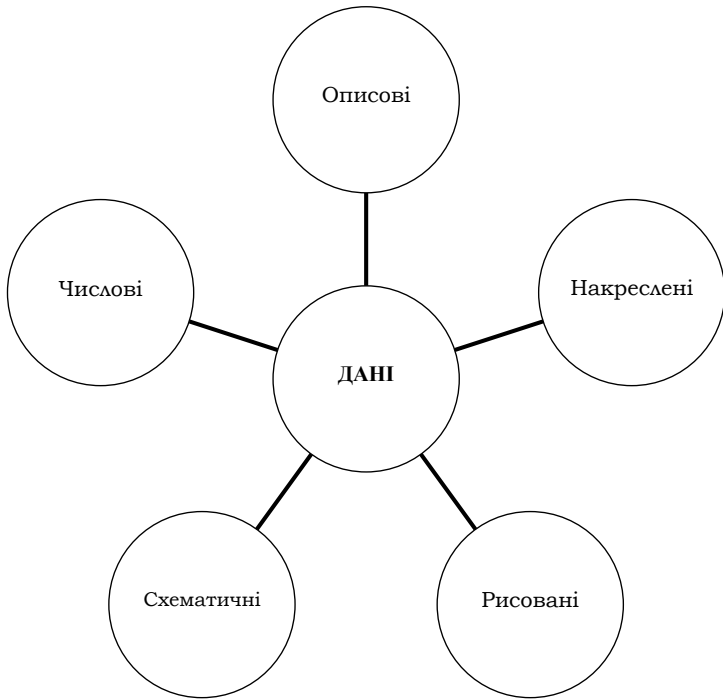 Описові
Числові
Накреслені
ДАНІ
Схематичні
Рисовані